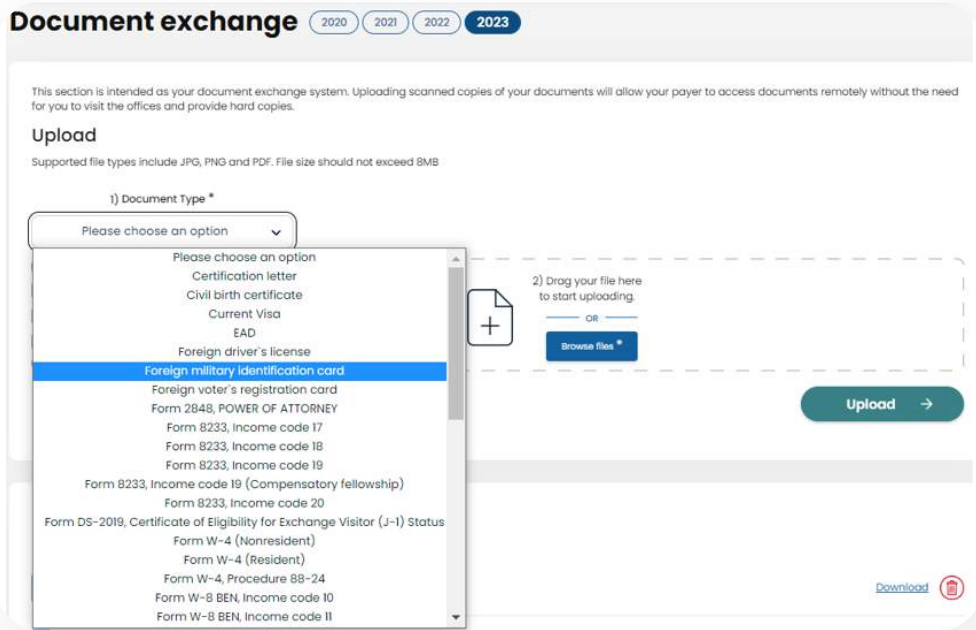 Document exchange 2020 2021 2022 2023
This section is intended as your document exchange system. Uploading scanned copies of your documents will allow your payer to access documents remotely without the need
for you to visit the offices and provide hard copies.
Upload
Supported file types include JPG, PNG and PDF. File size should not exceed 8MB
1) Document Type *
Please choose an option
Please choose an option
Certification letter
Civil birth certificate
Current Visa
EAD
Foreign driver`s license
Foreign military identification card
Foreign voter`s registration card
Form 2848, POWER OF ATTORNEY
Form 8233, Income code 17
Form 8233, Income code 18
Form 8233, Income code 19
Form 8233, Income code 19 (Compensatory fellowship)
Form 8233, Income code 20
Form DS-2019, Certificate of Eligibility for Exchange Visitor (J-1) Status
Form W-4 (Nonresident)
Form W-4 (Resident)
Form W-4, Procedure 88-24
Form W-8 BEN, Income code 10
Form W-8 BEN, Income code 11
2) Drag your file here
to start uploading.
OR
Browse files *
Upload
Download